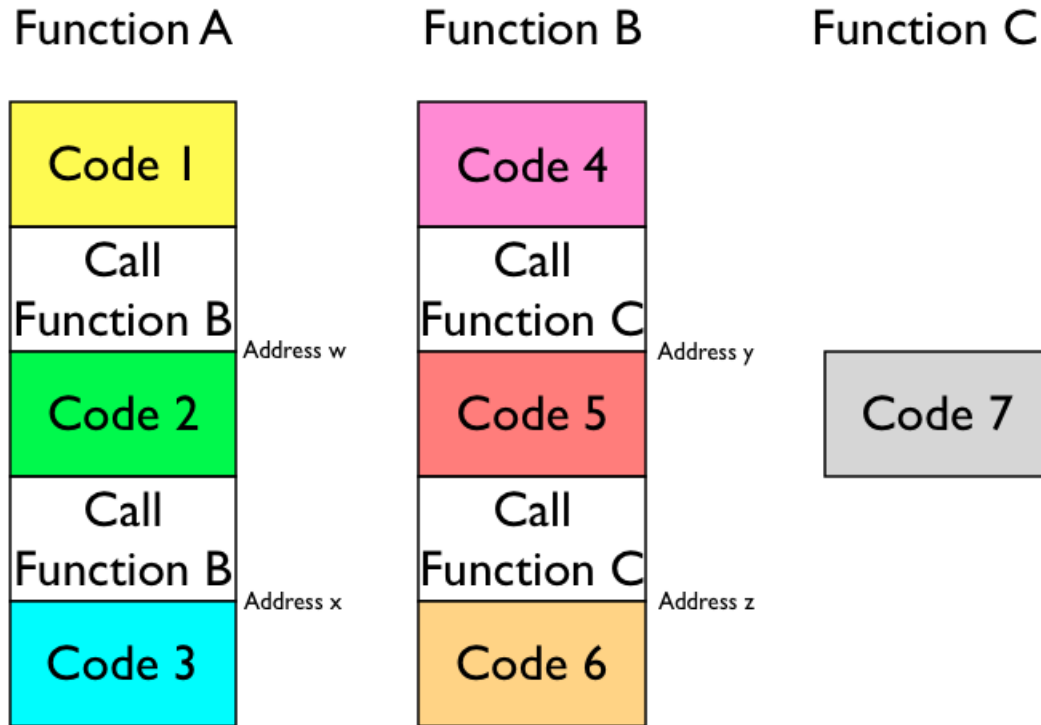 Function A
Function B
Function C
Code 1
Code 4
Call
Function B
Call
Function C
Address w
Address y
Code 2
Code 5
Code 7
Call
Function B
Call
Function C
Address x
Address z
Code 3
Code 6